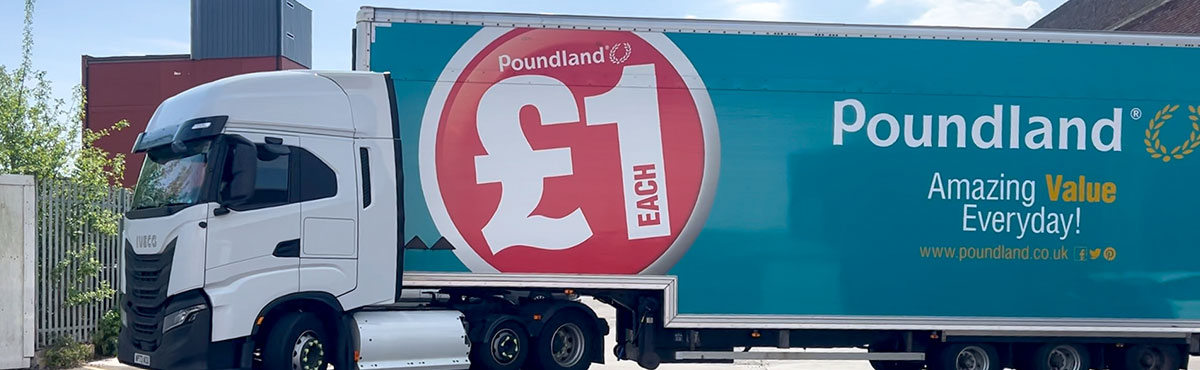 Poundland®
£1
EACH
Poundland®
Amazing Value
Everyday!
www.poundland.co.uk
IVECO